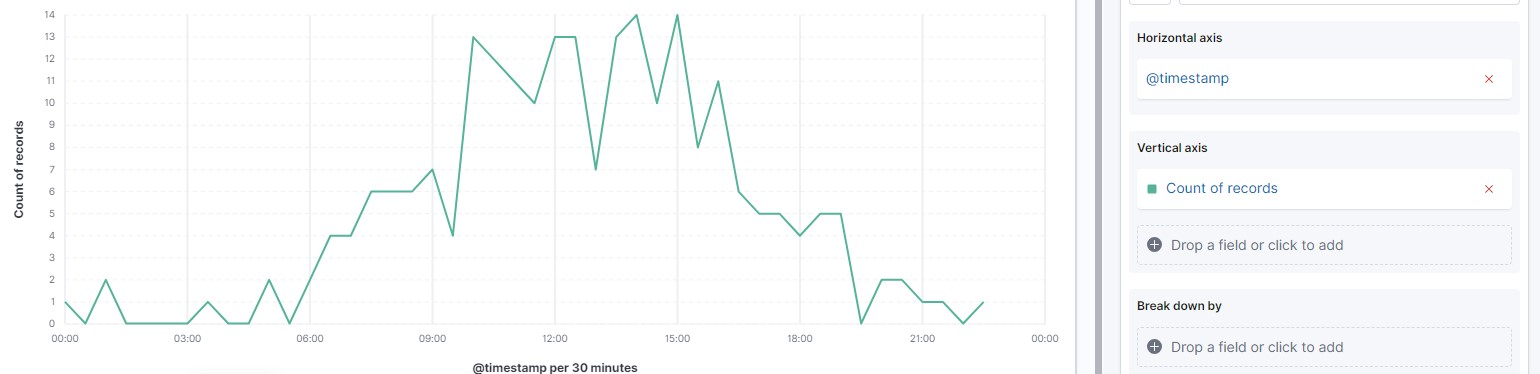 14
13
12
11
10
9
8
7
6
5
4
3
2
1
0
Count of records
00:00 03:00 06:00 09:00 12:00 15:00 18:00 21:00 00:00
@timestamp per 30 minutes
Horizontal axis
@timestamp
Vertical axis
Count of records
Drop a field or click to add
Break down by
Drop a field or click to add